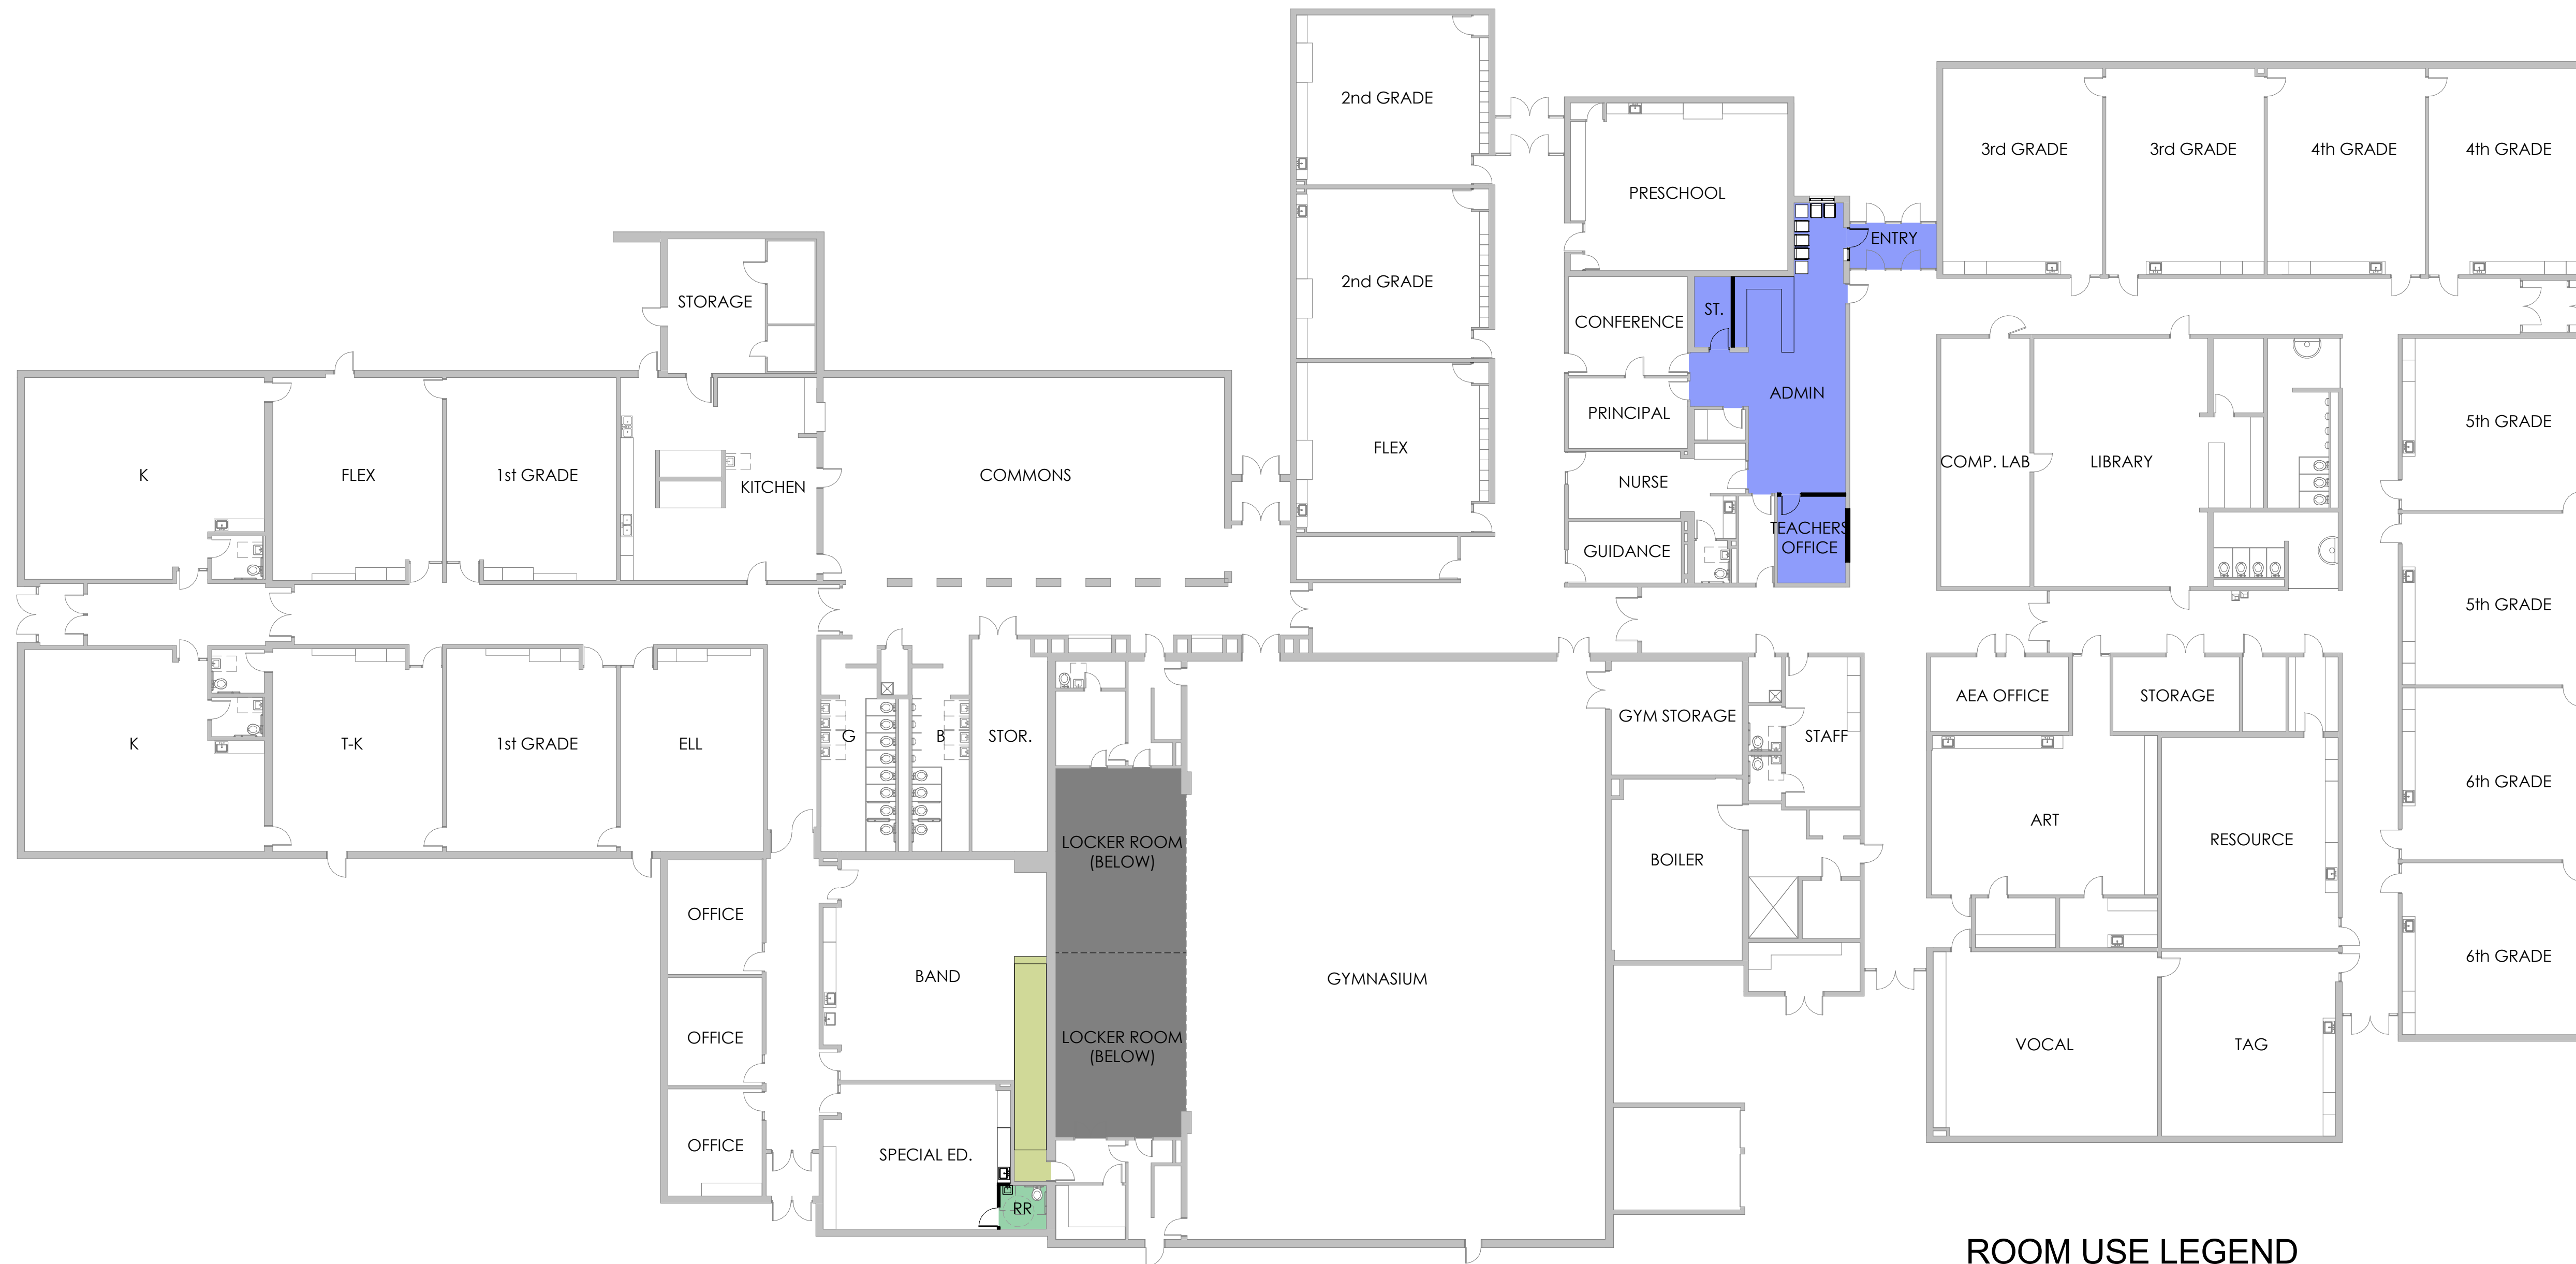 2nd GRADE
3rd GRADE
3rd GRADE
4th GRADE
4th GRADE
PRESCHOOL
ENTRY
2nd GRADE
STORAGE
ST.
CONFERENCE
ADMIN
PRINCIPAL
5th GRADE
FLEX
COMP. LAB
LIBRARY
K
FLEX
1st GRADE
KITCHEN
COMMONS
NURSE
TEACHERS
OFFICE
GUIDANCE
5th GRADE
AEA OFFICE
STORAGE
GYM STORAGE
STAFF
K
T-K
1st GRADE
ELL
G
B
STOR.
6th GRADE
ART
RESOURCE
LOCKER ROOM
(BELOW)
BOILER
OFFICE
BAND
GYMNASIUM
6th GRADE
OFFICE
LOCKER ROOM
(BELOW)
VOCAL
TAG
OFFICE
SPECIAL ED.
RR
ROOM USE LEGEND